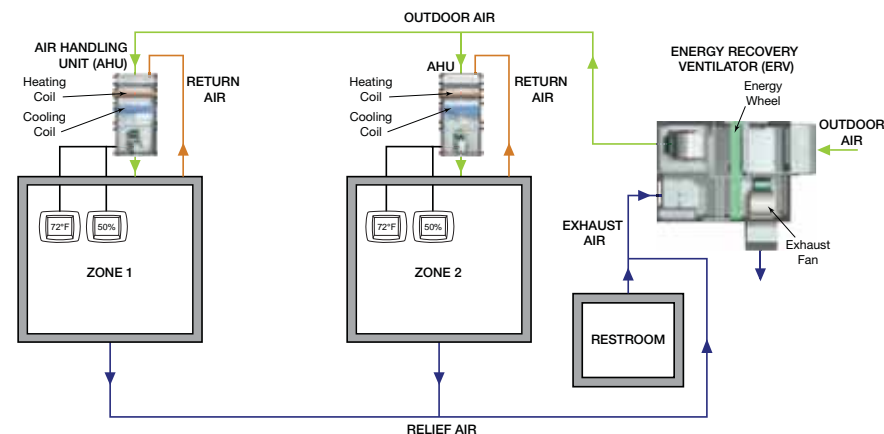 OUTDOOR AIR
AIR HANDLING
UNIT (AHU)
Heating
Coil
Cooling
Coil
RETURN
AIR
AHU
Heating
Coil
Cooling
Coil
RETURN
AIR
ENERGY RECOVERY
VENTILATOR (ERV)
Energy
Wheel
OUTDOOR
AIR
72°F
50%
ZONE 1
72°F
50%
ZONE 2
EXHAUST
AIR
Exhaust
Fan
RESTROOM
RELIEF AIR